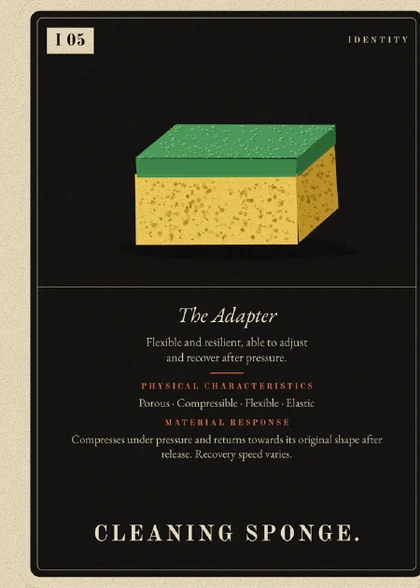 I 05
IDENTITY
The Adapter
Flexible and resilient, able to adjust
and recover after pressure.
PHYSICAL CHARACTERISTICS
Porous · Compressible · Flexible · Elastic
MATERIAL RESPONSE
Compresses under pressure and returns towards its original shape after
release. Recovery speed varies.
CLEANING SPONGE.